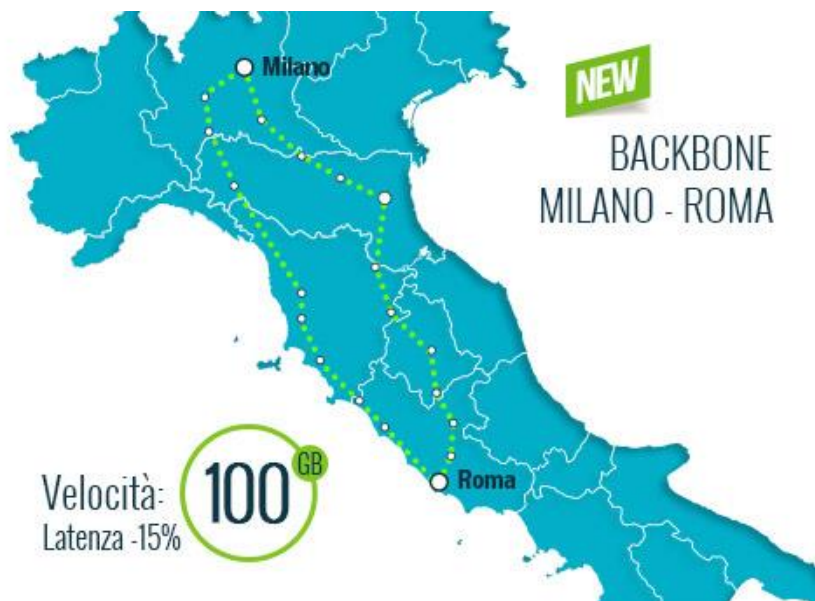 Milano
NEW
BACKBONE
MILANO - ROMA
Velocità:
100 GB
Latenza -15%
Roma